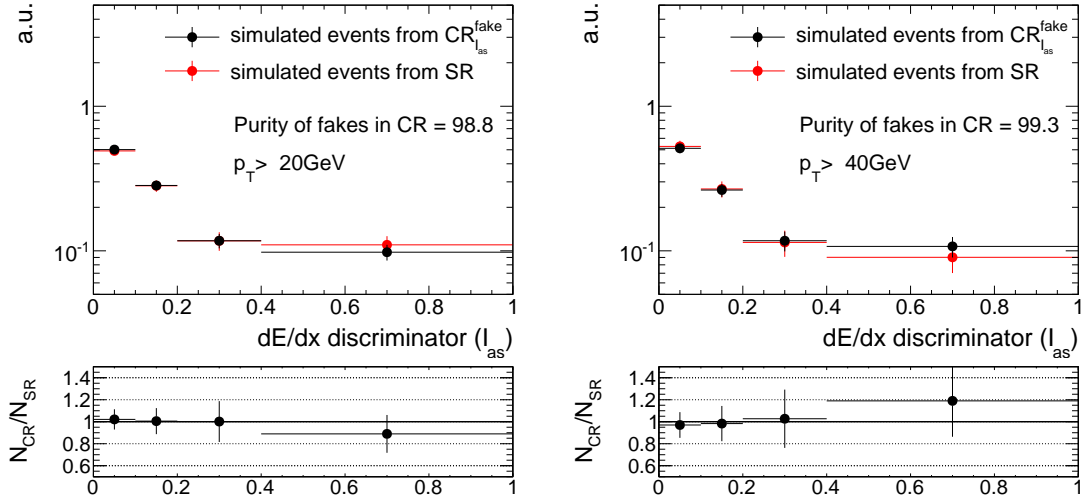 a.u.
simulated events from CR^fake_I_as
simulated events from SR
1
Purity of fakes in CR = 98.8
p_T> 20GeV
10^-1
0 0.2 0.4 0.6 0.8 1
dE/dx discriminator (I_as)
N_CR/N_SR
1.4
1.2
1
0.8
0.6
0 0.2 0.4 0.6 0.8 1
a.u.
simulated events from CR^fake_I_as
simulated events from SR
1
Purity of fakes in CR = 99.3
p_T> 40GeV
10^-1
0 0.2 0.4 0.6 0.8 1
dE/dx discriminator (I_as)
N_CR/N_SR
1.4
1.2
1
0.8
0.6
0 0.2 0.4 0.6 0.8 1